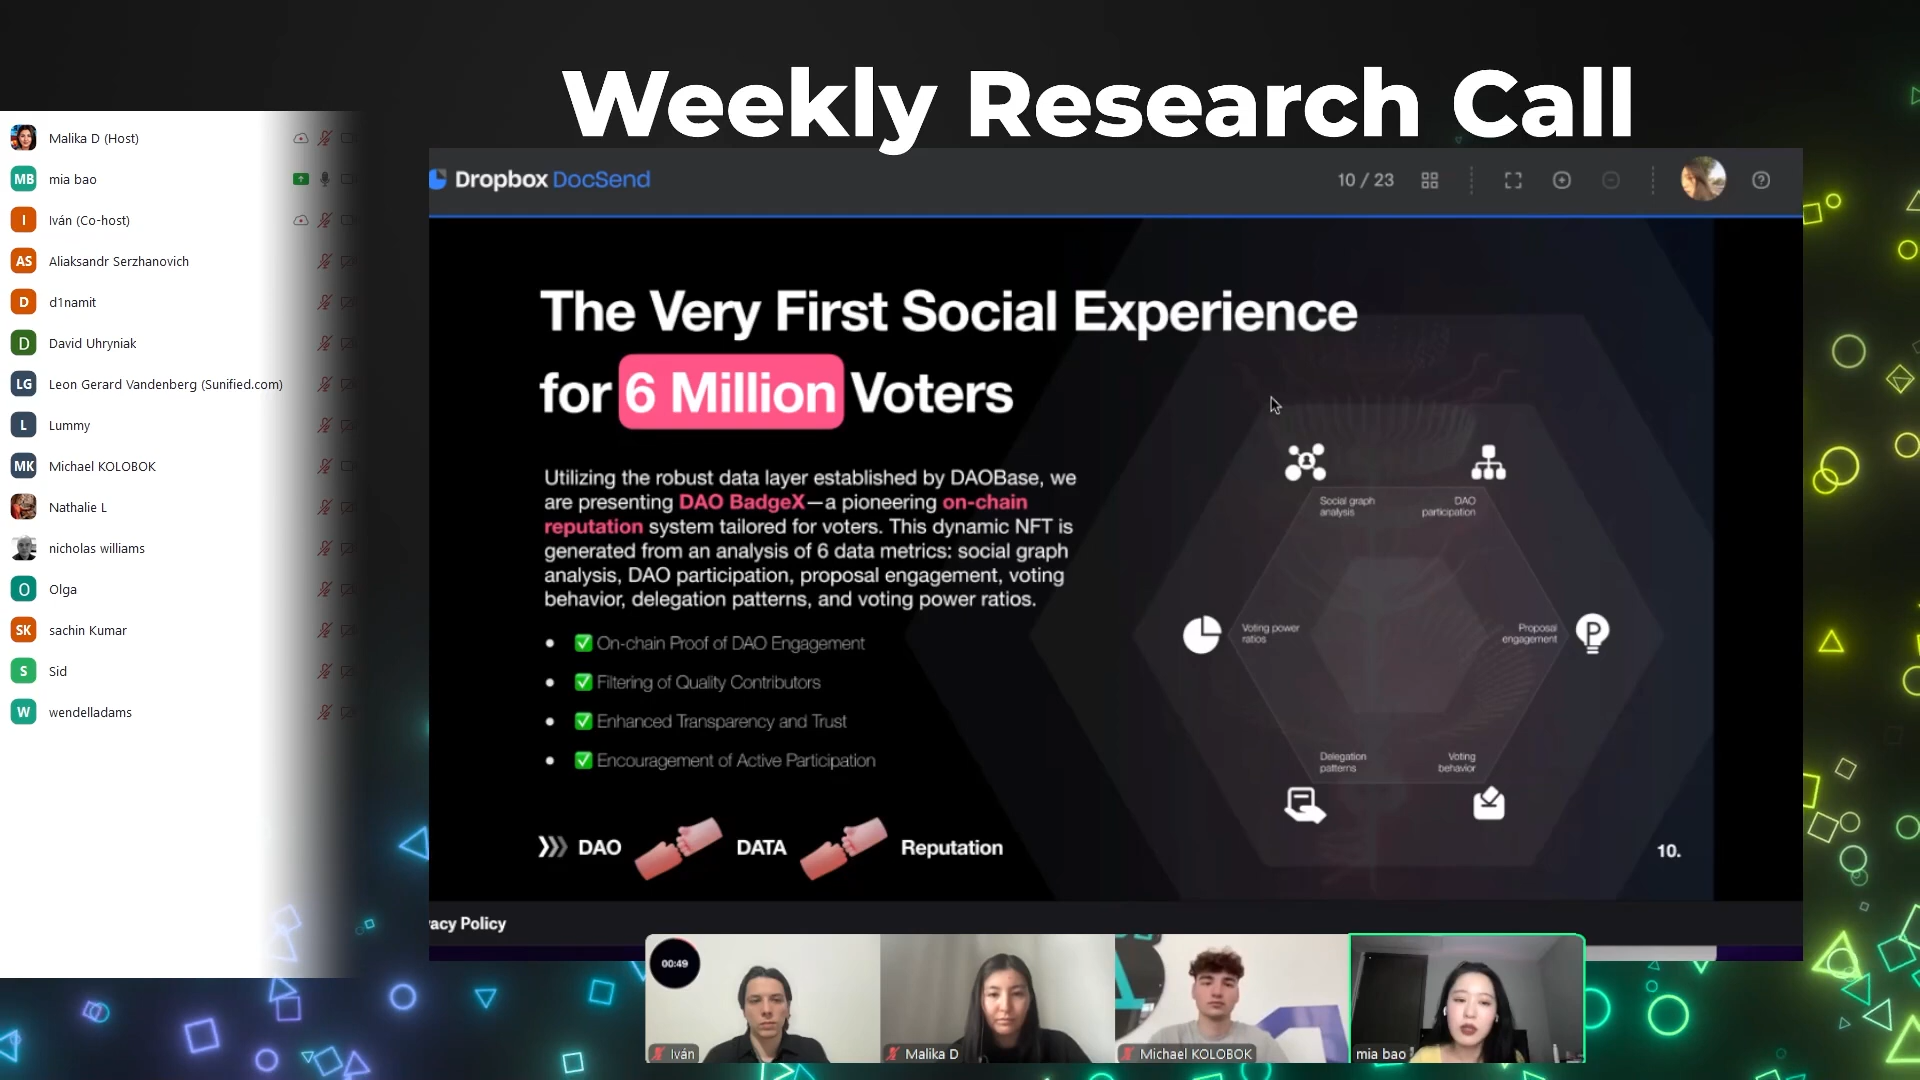 Weekly Research Call
Malika D (Host)
MB mia bao
I Iván (Co-host)
AS Aliaksandr Serzhanovich
D d1namit
D David Uhryniak
LG Leon Gerard Vandenberg (Sunified.com)
L Lummy
MK Michael KOLOBOK
Nathalie L
nicholas williams
O Olga
SK sachin Kumar
S Sid
W wendelladams
Dropbox DocSend
10 / 23
The Very First Social Experience
for 6 Million Voters
Utilizing the robust data layer established by DAOBase, we
are presenting DAO BadgeX—a pioneering on-chain
reputation system tailored for voters. This dynamic NFT is
generated from an analysis of 6 data metrics: social graph
analysis, DAO participation, proposal engagement, voting
behavior, delegation patterns, and voting power ratios.
• ✅ On-chain Proof of DAO Engagement
• ✅ Filtering of Quality Contributors
• ✅ Enhanced Transparency and Trust
• ✅ Encouragement of Active Participation
DAO DATA Reputation
Social graph
analysis
DAO
participation
Voting power
ratios
Proposal
engagement
P
Delegation
patterns
Voting
behavior
10.
acy Policy
00:49
Iván
Malika D
Michael KOLOBOK
mia bao